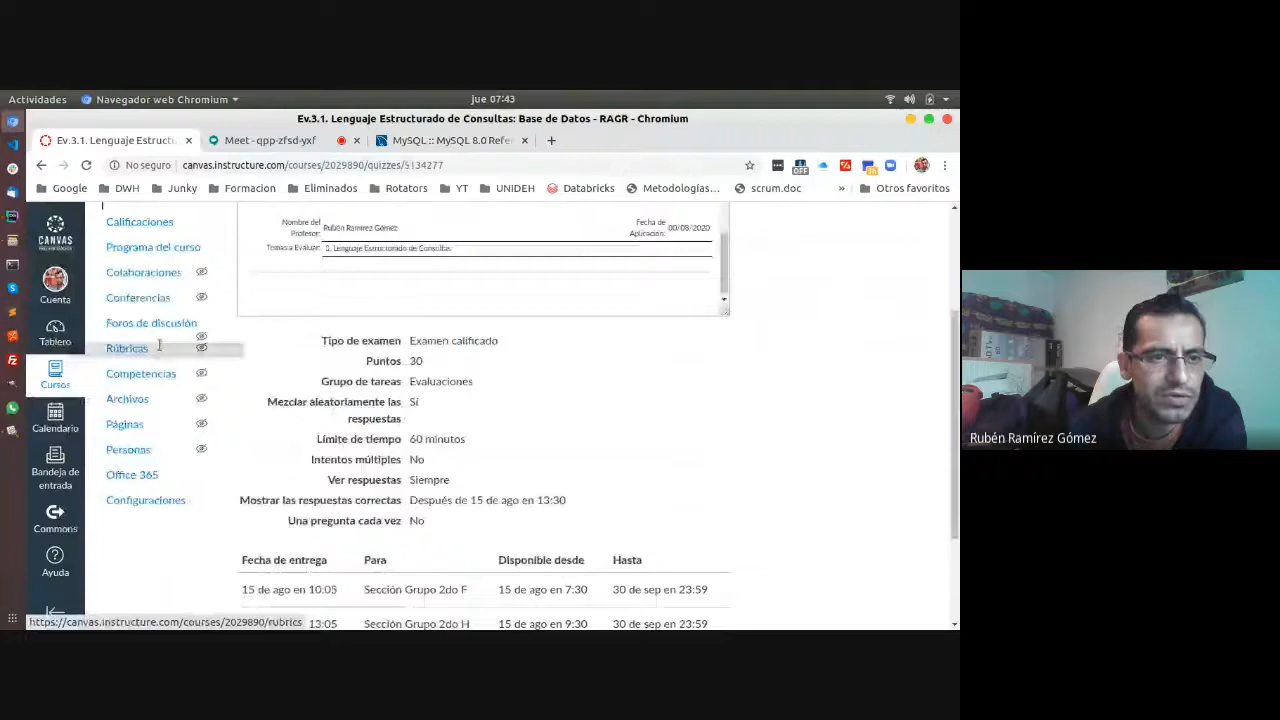 Actividades
Navegador web Chromium
jue 07:43
Ev.3.1. Lenguaje Estructurado de Consultas: Base de Datos - RAGR - Chromium
Ev.3.1. Lenguaje Estructu
Meet - qpp-zfsd-yxf
MySQL :: MySQL 8.0 Refer
No seguro
canvas.instructure.com/courses/2029890/quizzes/5134277
OFF
Google
DWH
Junky
Formacion
Eliminados
Rotators
YT
UNIDEH
Databricks
Metodologías...
scrum.doc
»
Otros favoritos
CANVAS
Cuenta
Tablero
Cursos
Calendario
Bandeja de
entrada
Commons
Ayuda
Calificaciones
Programa del curso
Colaboraciones
Conferencias
Foros de discusión
Rúbricas
Competencias
Archivos
Páginas
Personas
Office 365
Configuraciones
Nombre del
Profesor:
Rubén Ramírez Gómez
Fecha de
Aplicación:
Temas a Evaluar:
3. Lenguaje Estructurado de Consultas
Tipo de examen Examen calificado
Puntos 30
Grupo de tareas Evaluaciones
Mezclar aleatoriamente las
respuestas
Sí
Límite de tiempo 60 minutos
Intentos múltiples No
Ver respuestas Siempre
Mostrar las respuestas correctas Después de 15 de ago en 13:30
Una pregunta cada vez No
Fecha de entrega Para Disponible desde Hasta
15 de ago en 10:05 Sección Grupo 2do F 15 de ago en 7:30 30 de sep en 23:59
13:05 Sección Grupo 2do H 15 de ago en 9:30 30 de sep en 23:59
https://canvas.instructure.com/courses/2029890/rubrics
Rubén Ramírez Gómez